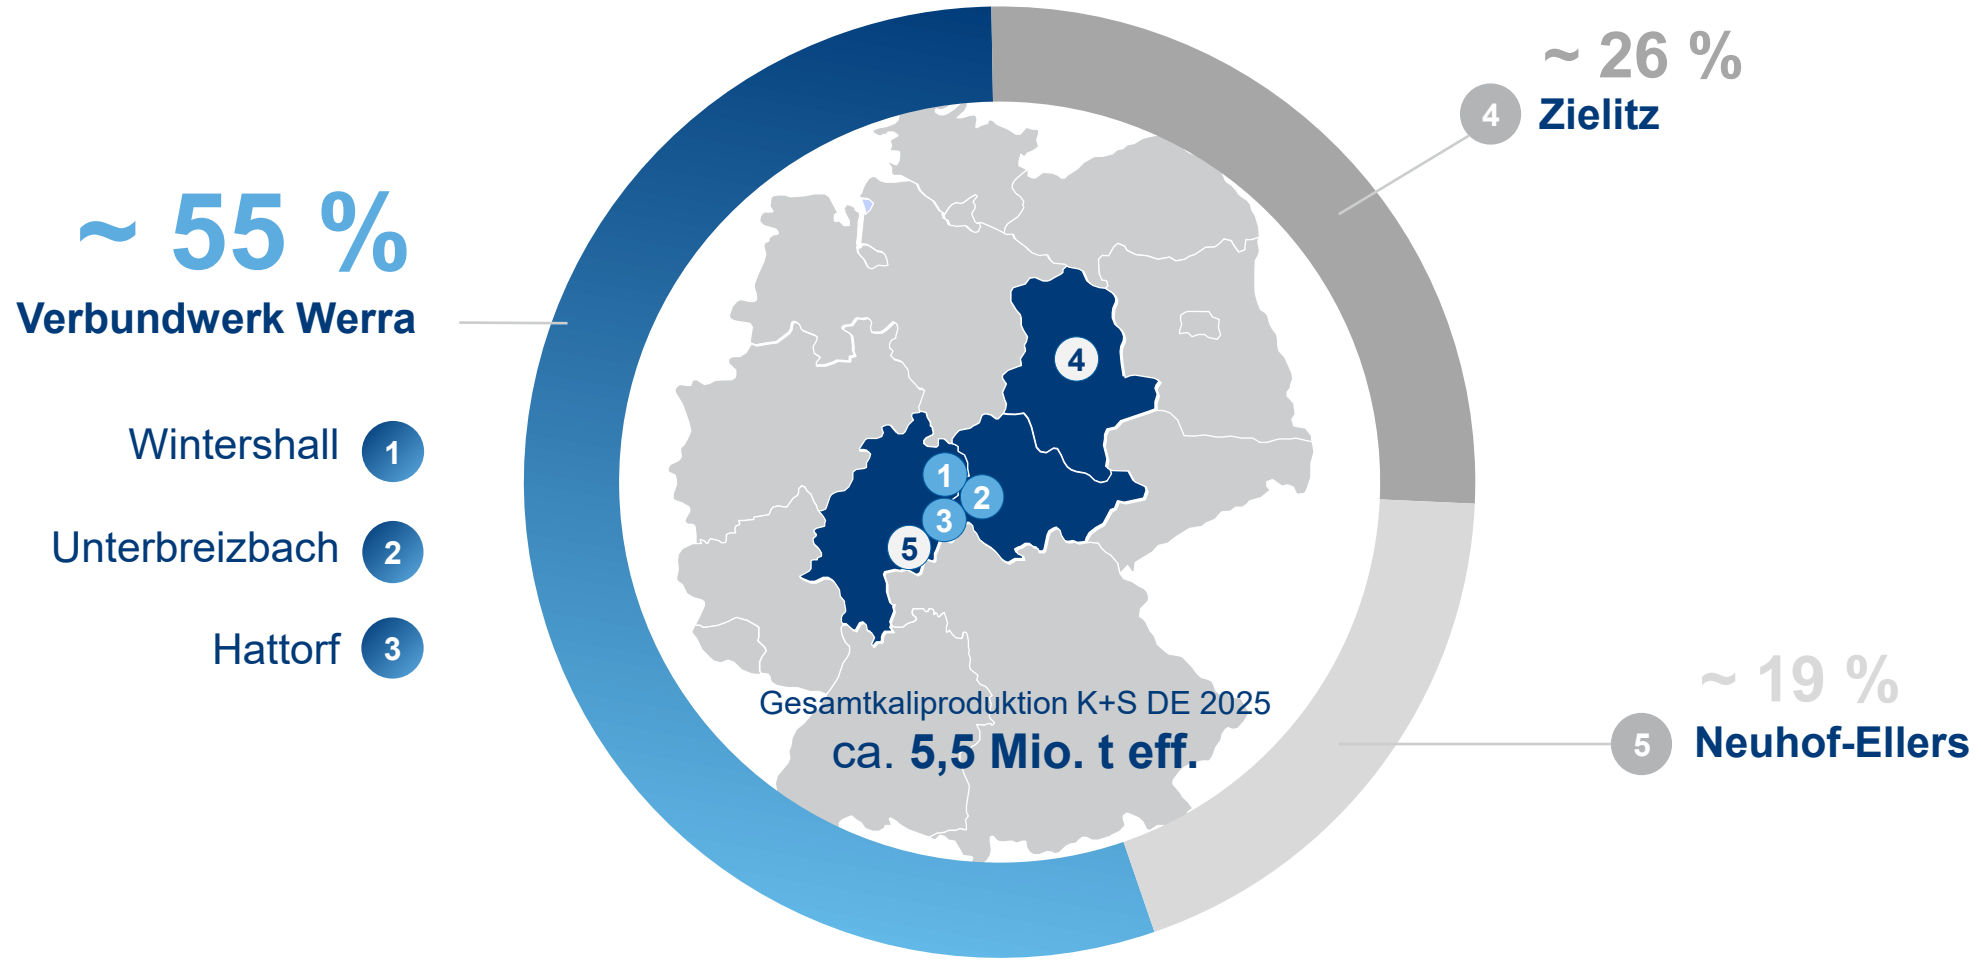 ~ 55 %
Verbundwerk Werra
Wintershall 1
Unterbreizbach 2
Hattorf 3
~ 26 %
4 Zielitz
4
1
2
3
5
Gesamtkaliproduktion K+S DE 2025
ca. 5,5 Mio. t eff.
~ 19 %
5 Neuhof-Ellers